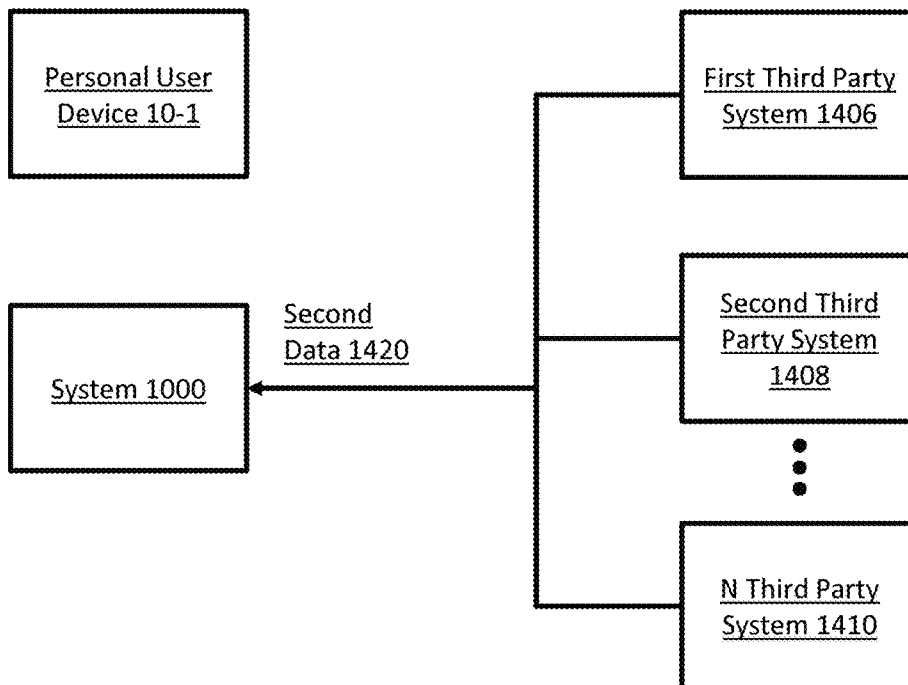 Personal User
Device 10-1
First Third Party
System 1406
Second
Data 1420
Second Third
Party System
1408
System 1000
N Third Party
System 1410